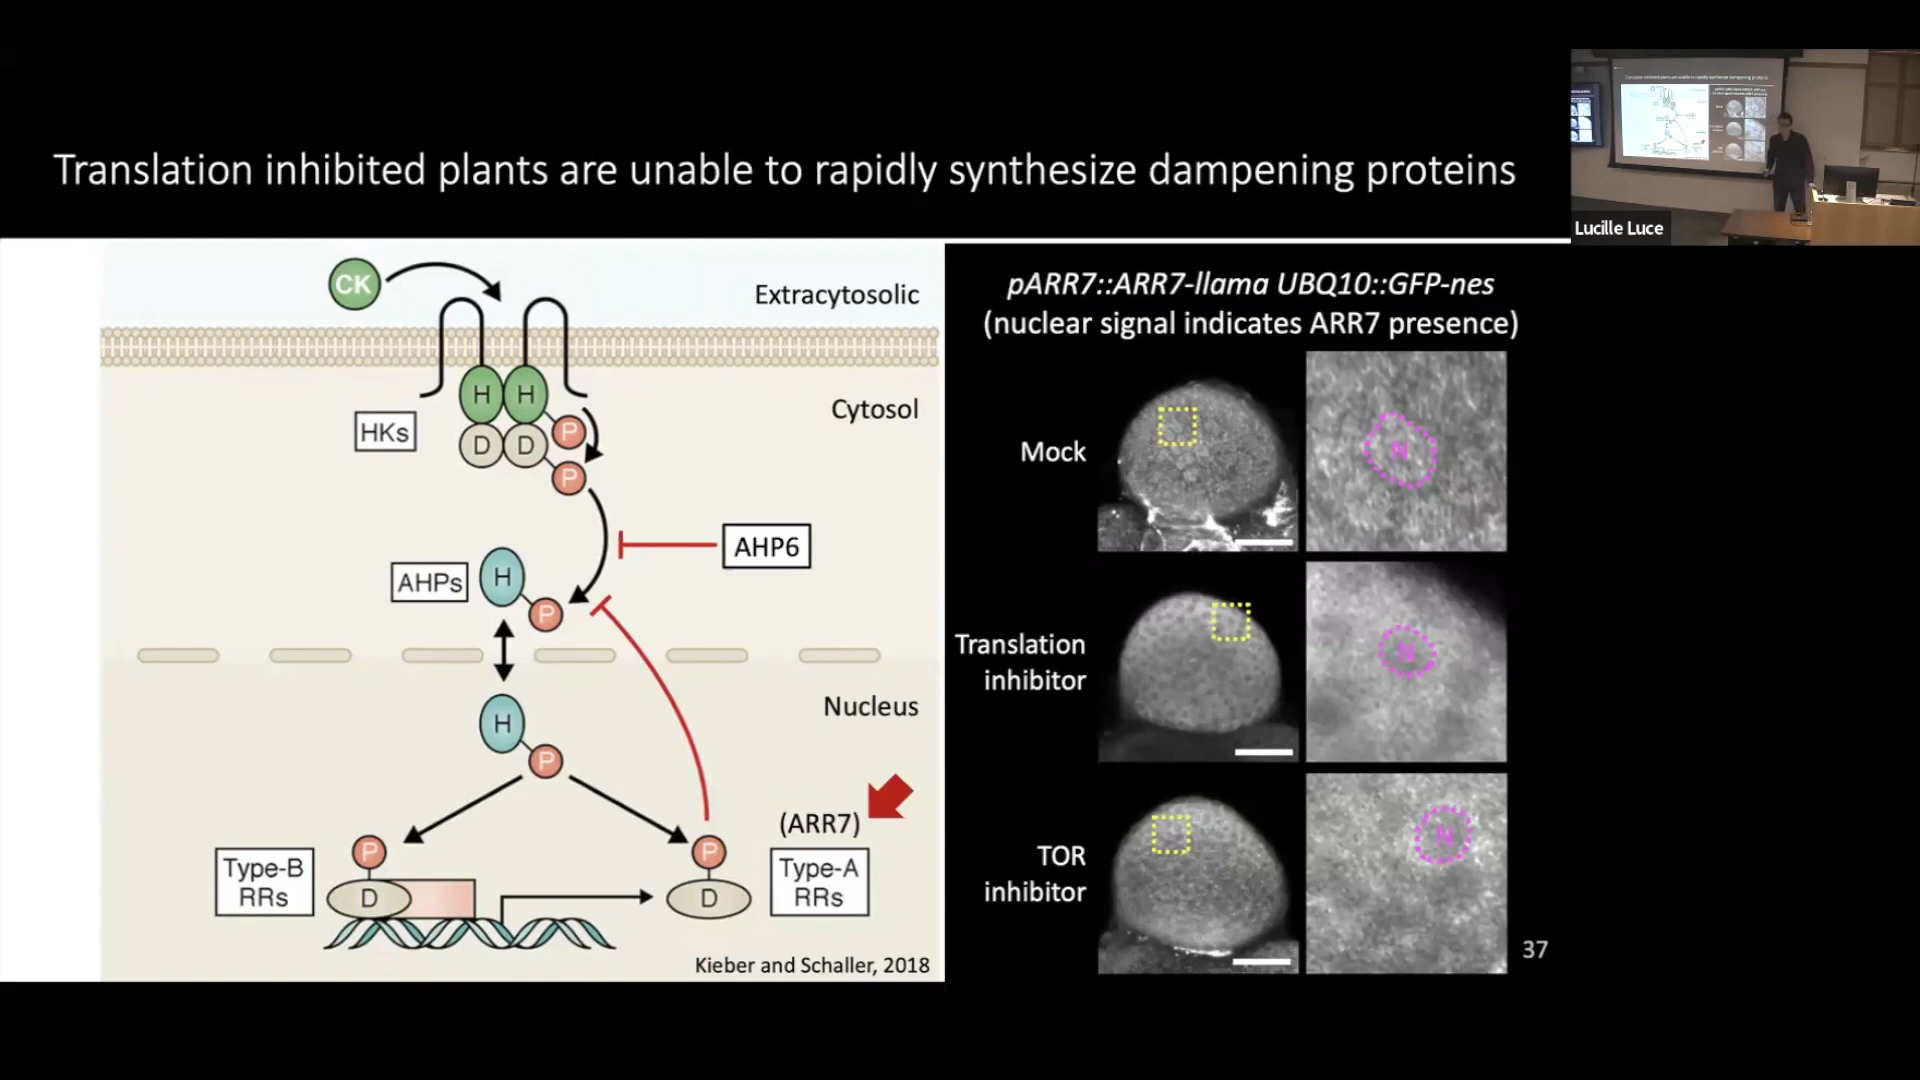 Translation inhibited plants are unable to rapidly synthesize dampening proteins
Lucille Luce
CK
Extracytosolic
H H
Cytosol
HKs
P
D D
P
AHP6
AHPs
H
P
Nucleus
H
P
(ARR7)
P
P
Type-B
RRs
D
D
Type-A
RRs
Kieber and Schaller, 2018
pARR7::ARR7-llama UBQ10::GFP-nes
(nuclear signal indicates ARR7 presence)
Mock
N
Translation
inhibitor
N
TOR
inhibitor
N
37